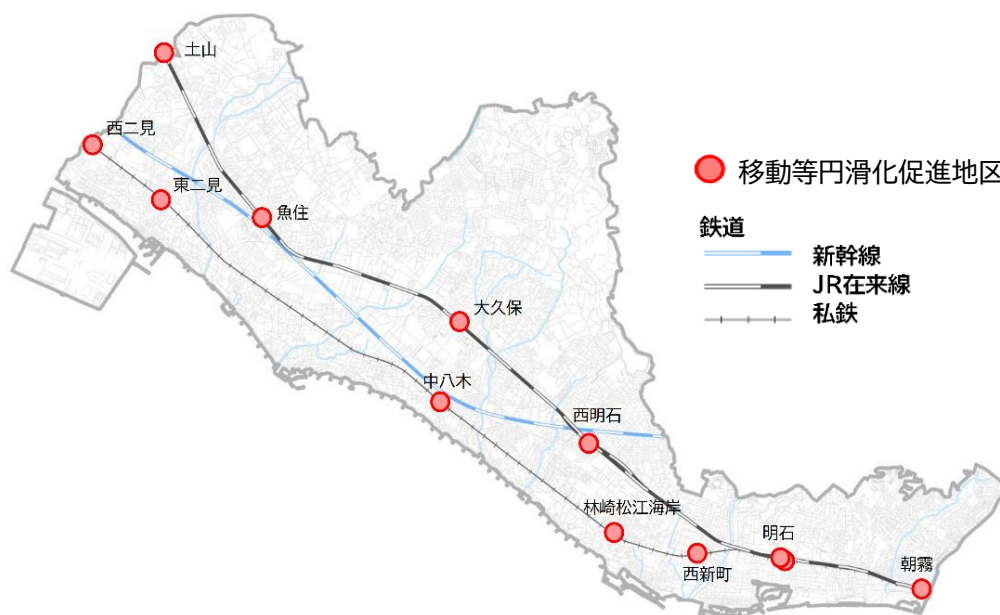 土山
西二見
東二見
魚住
移動等円滑化促進地区
鉄道
新幹線
JR在来線
私鉄
大久保
中八木
西明石
林崎松江海岸
西新町
明石
朝霧